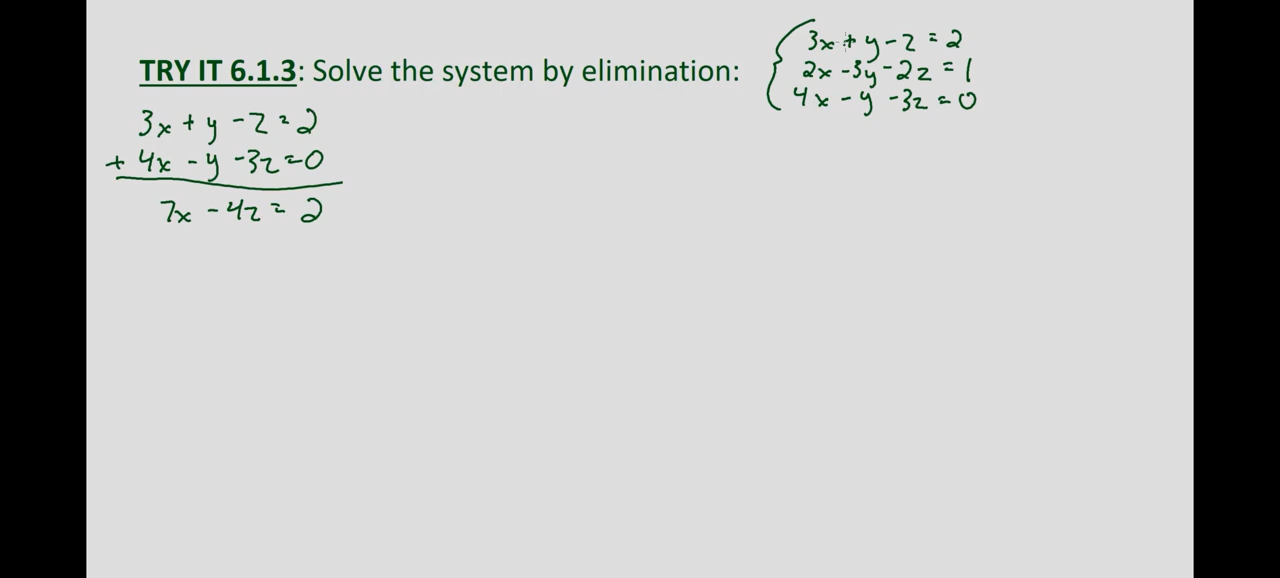 TRY IT 6.1.3: Solve the system by elimination:
3x + y - z = 2
2x - 3y - 2z = 1
4x - y - 3z = 0
3x + y - z = 2
+ 4x - y - 3z = 0
7x - 4z = 2